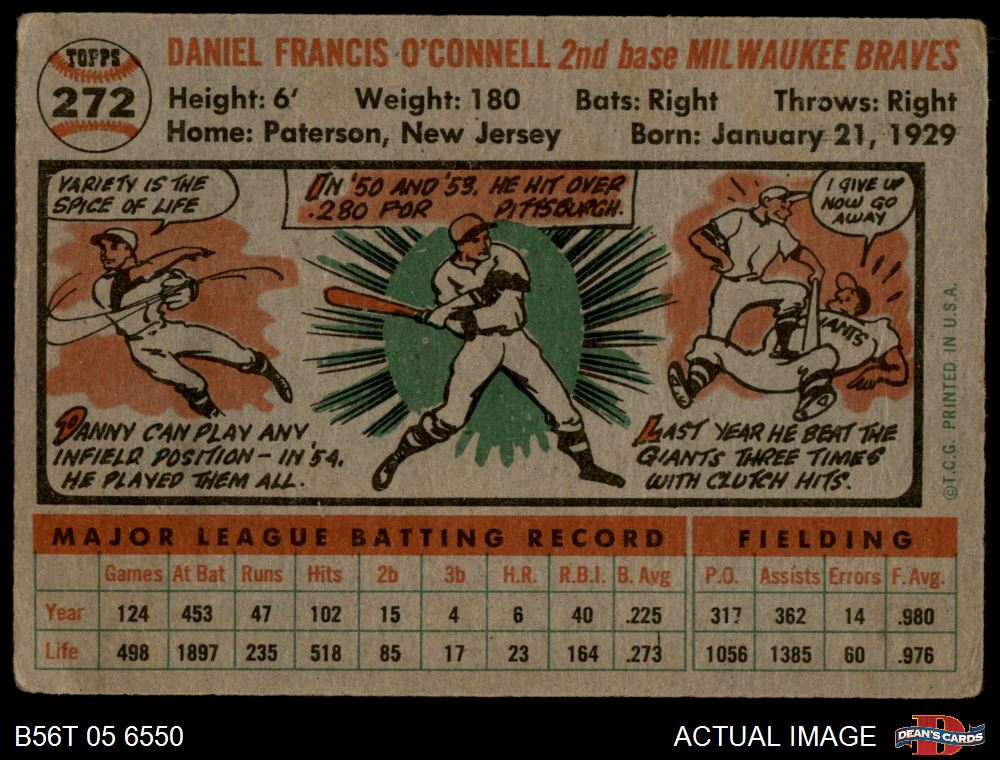 TOPPS
272
DANIEL FRANCIS O'CONNELL 2nd base MILWAUKEE BRAVES
Height: 6' Weight: 180 Bats: Right Throws: Right
Home: Paterson, New Jersey Born: January 21, 1929
VARIETY IS THE
SPICE OF LIFE
DANNY CAN PLAY ANY
INFIELD POSITION - IN '54,
HE PLAYED THEM ALL.
IN '50 AND '53, HE HIT OVER
.280 FOR PITTSBURGH.
I GIVE UP
NOW GO
AWAY
GIANTS
LAST YEAR HE BEAT THE
GIANTS THREE TIMES
WITH CLUTCH HITS.
©T.C.G. PRINTED IN U.S.A.
MAJOR LEAGUE BATTING RECORD FIELDING
Games At Bat Runs Hits 2b 3b H.R. R.B.I. B. Avg P.O. Assists Errors F. Avg.
Year 124 453 47 102 15 4 6 40 .225 317 362 14 .980
Life 498 1897 235 518 85 17 23 164 .273 1056 1385 60 .976
B56T 05 6550 ACTUAL IMAGE
D
DEAN'S CARDS